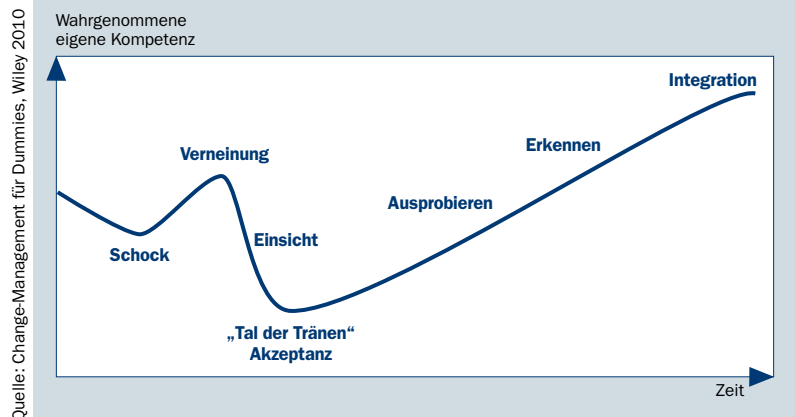 Wahrgenommene
eigene Kompetenz
Integration
Verneinung
Erkennen
Ausprobieren
Einsicht
Schock
„Tal der Tränen“
Akzeptanz
Zeit
Quelle: Change-Management für Dummies, Wiley 2010